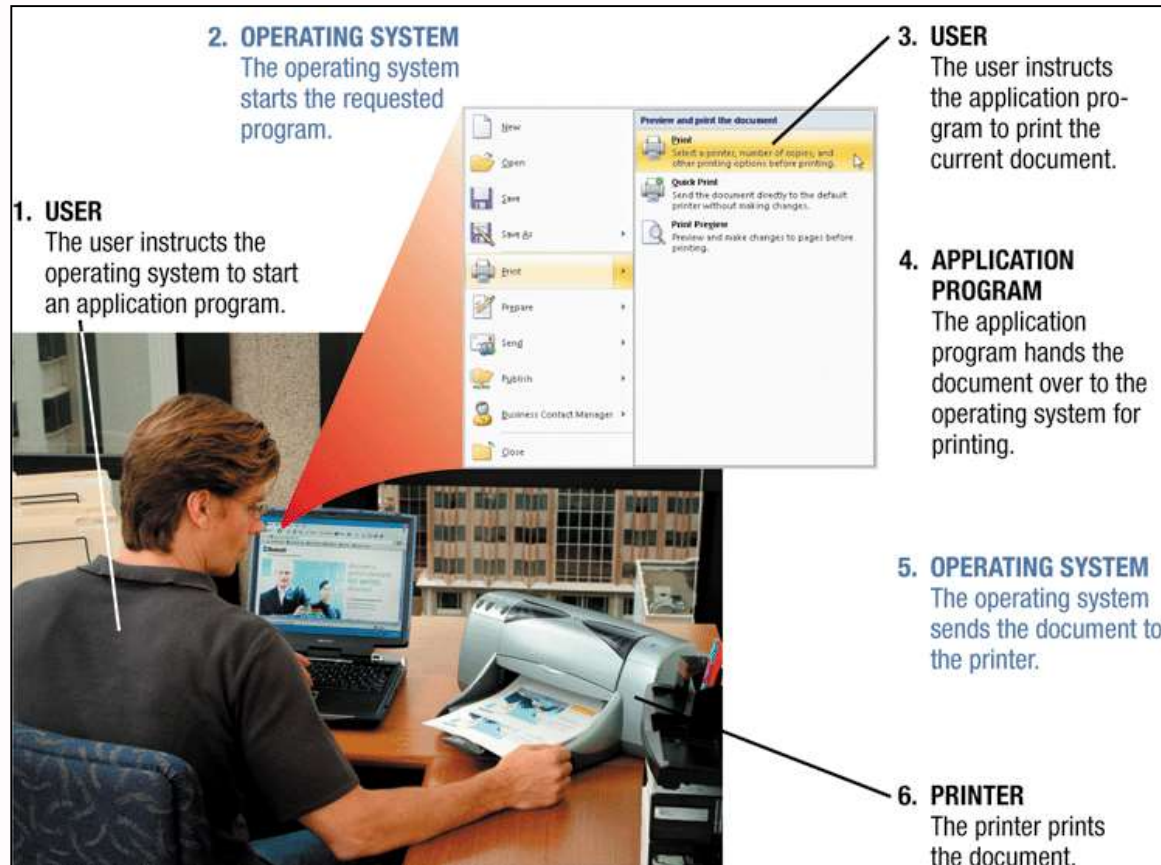 2. OPERATING SYSTEM
The operating system
starts the requested
program.
1. USER
The user instructs the
operating system to start
an application program.
New
Open
Save
Save As
Print
Prepare
Send
Publish
Business Contact Manager
Close
Preview and print the document
Print
Select a printer, number of copies, and
other printing options before printing.
Quick Print
Send the document directly to the default
printer without making changes.
Print Preview
Preview and make changes to pages before
printing.
3. USER
The user instructs
the application pro-
gram to print the
current document.
4. APPLICATION
PROGRAM
The application
program hands the
document over to the
operating system for
printing.
5. OPERATING SYSTEM
The operating system
sends the document to
the printer.
6. PRINTER
The printer prints
the document.